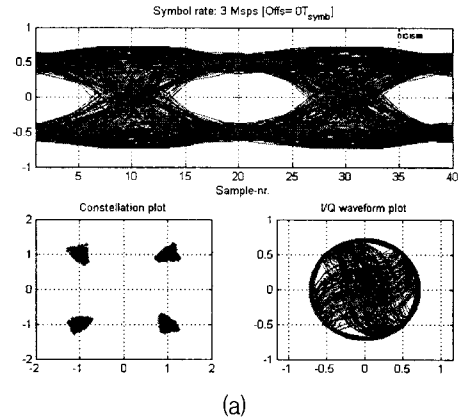 Symbol rate: 3 Msps [Offs= 0T_symb]
1
0.5
0
-0.5
-1
5 10 15 20 25 30 35 40
Sample-nr.
Constellation plot
2
1
0
-1
-2
-2 -1 0 1 2
I/Q waveform plot
1
0.5
0
-0.5
-1
-1 -0.5 0 0.5 1
(a)